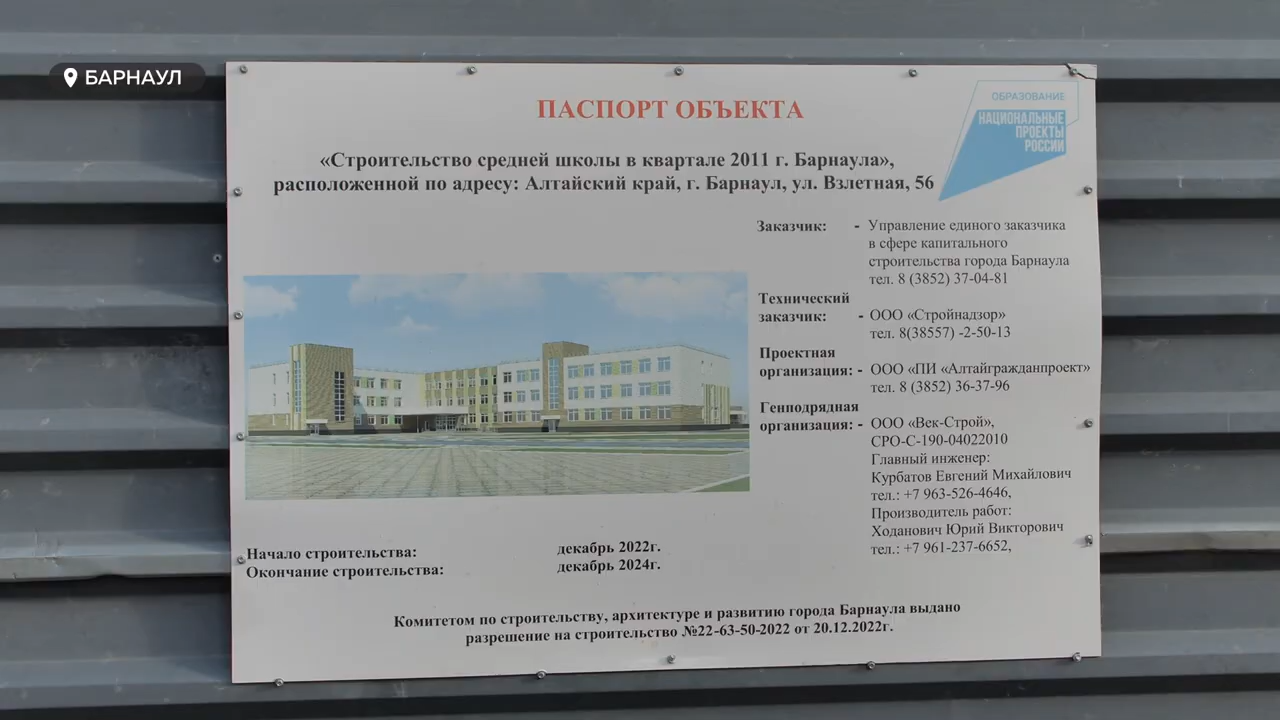 БАРНАУЛ
ПАСПОРТ ОБЪЕКТА
ОБРАЗОВАНИЕ
НАЦИОНАЛЬНЫЕ
ПРОЕКТЫ
РОССИИ
«Строительство средней школы в квартале 2011 г. Барнаула»,
расположенной по адресу: Алтайский край, г. Барнаул, ул. Взлетная, 56
Заказчик: - Управление единого заказчика
в сфере капитального
строительства города Барнаула
тел. 8 (3852) 37-04-81
Технический
заказчик: - ООО «Стройнадзор»
тел. 8(38557) -2-50-13
Проектная
организация: - ООО «ПИ «Алтайгражданпроект»
тел. 8 (3852) 36-37-96
Генподрядная
организация: - ООО «Век-Строй»,
СРО-С-190-04022010
Главный инженер:
Курбатов Евгений Михайлович
тел.: +7 963-526-4646,
Производитель работ:
Ходанович Юрий Викторович
тел.: +7 961-237-6652,
Начало строительства: декабрь 2022г.
Окончание строительства: декабрь 2024г.
Комитетом по строительству, архитектуре и развитию города Барнаула выдано
разрешение на строительство №22-63-50-2022 от 20.12.2022г.